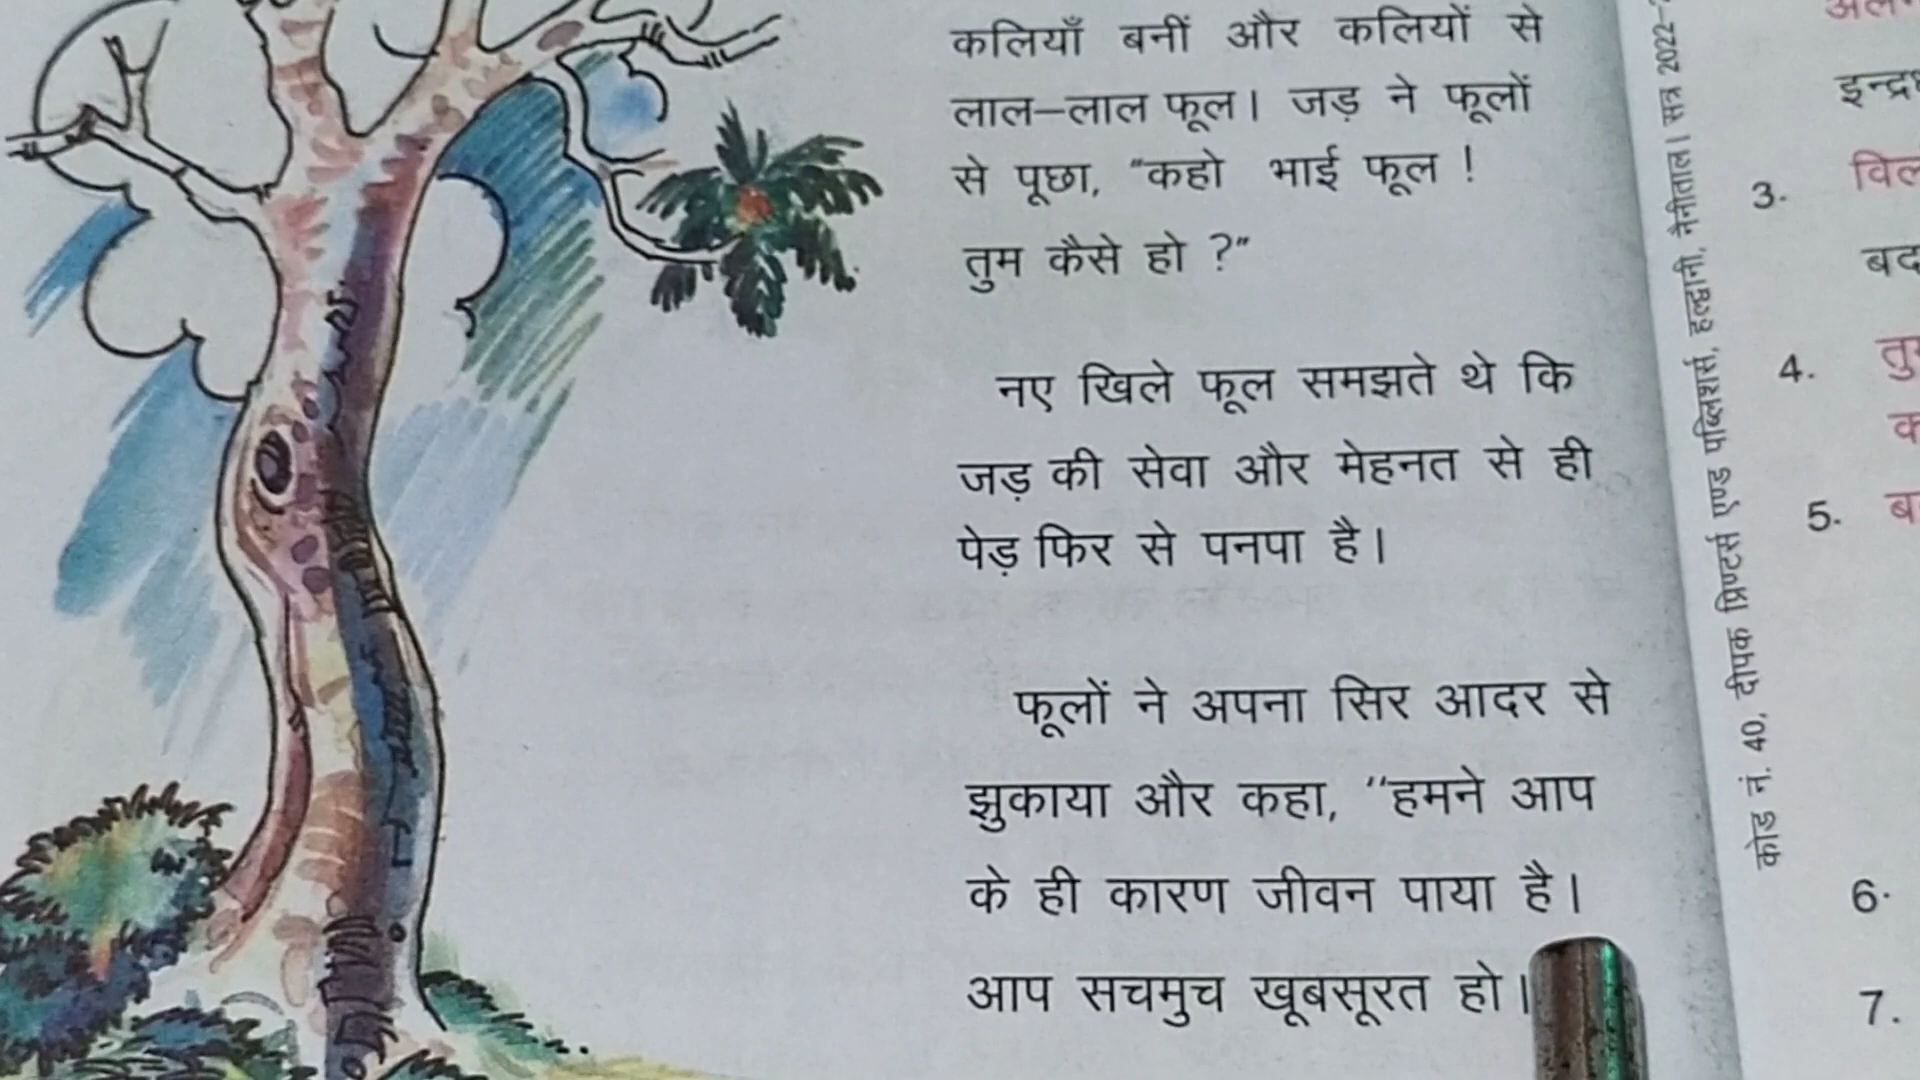 कलियाँ बनीं और कलियों से
लाल–लाल फूल। जड़ ने फूलों
से पूछा, "कहो भाई फूल !
तुम कैसे हो ?"
नए खिले फूल समझते थे कि
जड़ की सेवा और मेहनत से ही
पेड़ फिर से पनपा है।
फूलों ने अपना सिर आदर से
झुकाया और कहा, "हमने आप
के ही कारण जीवन पाया है।
आप सचमुच खूबसूरत हो।
कोड नं. 40, दीपक प्रिण्टर्स एण्ड पब्लिशर्स, हल्द्वानी, नैनीताल। सत्र 2022–
3.
4.
5.
6.
7.